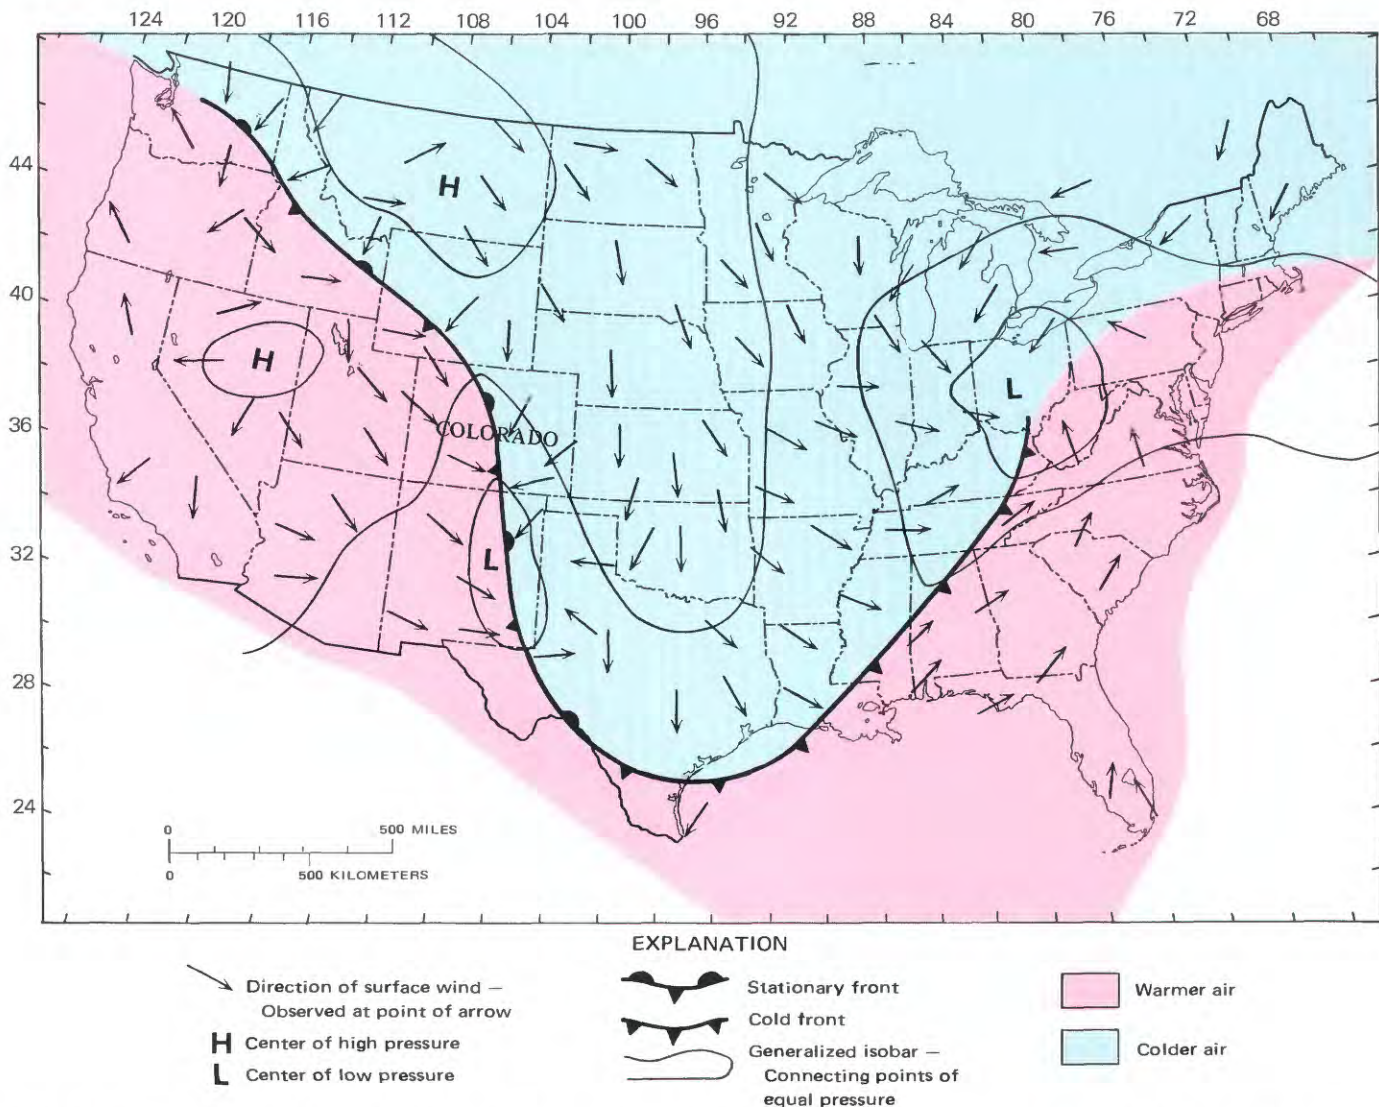 124 120 116 112 108 104 100 96 92 88 84 80 76 72 68
44
H
40
H
L
36
COLORADO
32
L
28
24
0 500 MILES
0 500 KILOMETERS
EXPLANATION
Direction of surface wind —
Observed at point of arrow
H Center of high pressure
L Center of low pressure
Stationary front
Cold front
Generalized isobar —
Connecting points of
equal pressure
Warmer air
Colder air